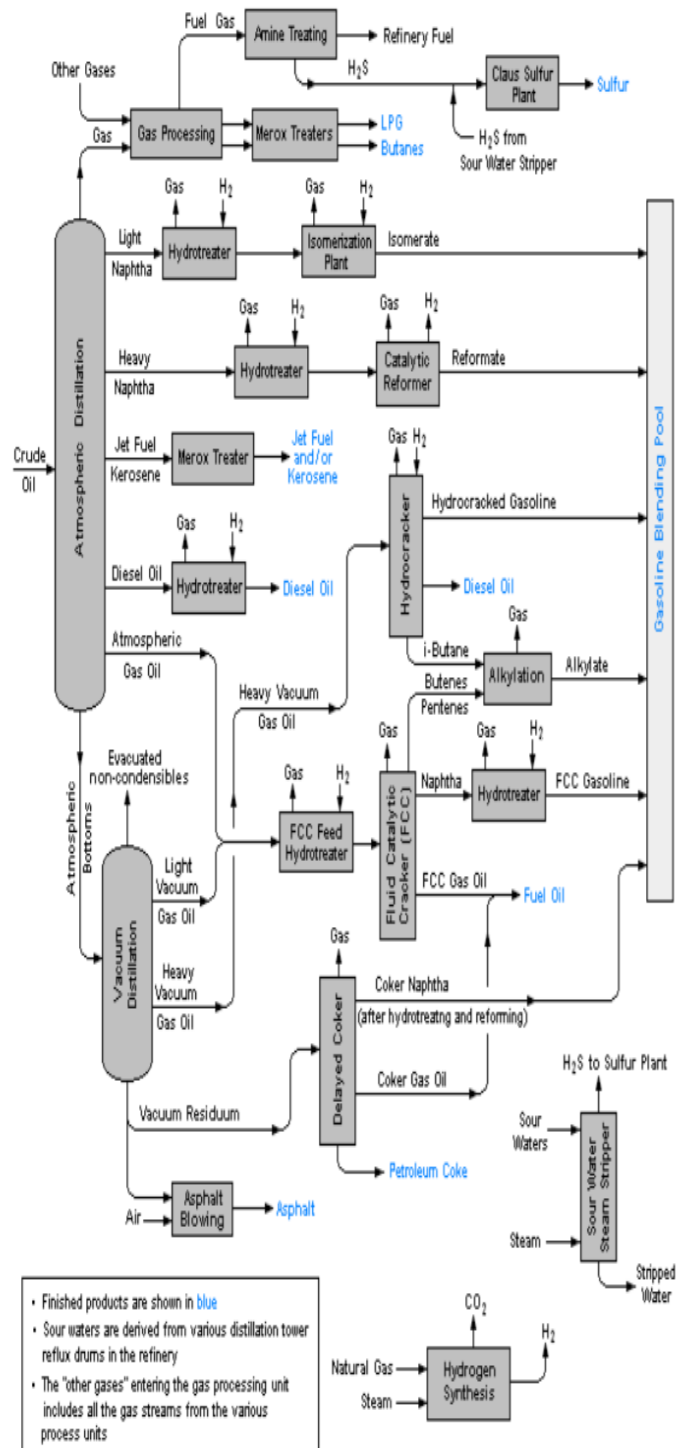 Fuel Gas
Amine Treating
Refinery Fuel
Other Gases
H2S
Claus Sulfur
Plant
Sulfur
Gas
Gas Processing
Merox Treaters
LPG
Butanes
H2S from
Sour Water Stripper
Gas
H2
Gas
H2
Light
Naphtha
Hydrotreater
Isomerization
Plant
Isomerate
Gas
H2
Gas
H2
Heavy
Naphtha
Hydrotreater
Catalytic
Reformer
Reformate
Atmospheric Distillation
Crude
Oil
Jet Fuel
Kerosene
Merox Treater
Jet Fuel
and/or
Kerosene
Gas
H2
Hydrocracker
Hydrocracked Gasoline
Diesel Oil
Gasoline Blending Pool
Gas
H2
Diesel Oil
Hydrotreater
Diesel Oil
i-Butane
Gas
Butenes
Pentenes
Alkylation
Alkylate
Atmospheric
Gas Oil
Heavy Vacuum
Gas Oil
Atmospheric
Bottoms
Evacuated
non-condensibles
Gas
H2
FCC Feed
Hydrotreater
Gas
Fluid Catalytic
Cracker (FCC)
Naphtha
Gas
H2
Hydrotreater
FCC Gasoline
FCC Gas Oil
Fuel Oil
Vacuum
Distillation
Light
Vacuum
Gas Oil
Heavy
Vacuum
Gas Oil
Gas
Delayed Coker
Coker Naphtha
(after hydrotreatng and reforming)
Coker Gas Oil
Petroleum Coke
Vacuum Residuum
Air
Asphalt
Blowing
Asphalt
H2S to Sulfur Plant
Sour
Waters
Sour Water
Steam Stripper
Steam
Stripped
Water
• Finished products are shown in blue
• Sour waters are derived from various distillation tower
reflux drums in the refinery
• The "other gases" entering the gas processing unit
includes all the gas streams from the various
process units
CO2
H2
Natural Gas
Steam
Hydrogen
Synthesis